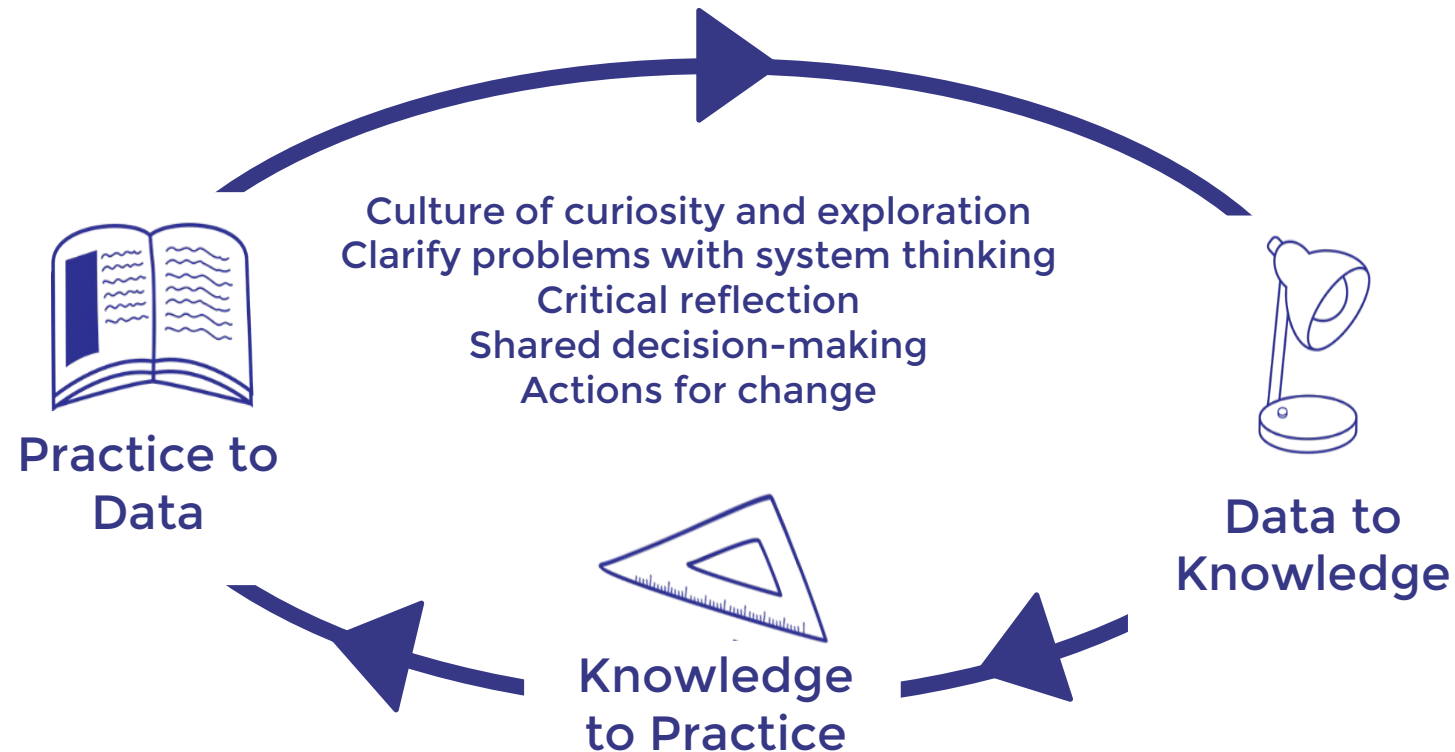 Culture of curiosity and exploration
Clarify problems with system thinking
Critical reflection
Shared decision-making
Actions for change
Practice to
Data
Data to
Knowledge
Knowledge
to Practice